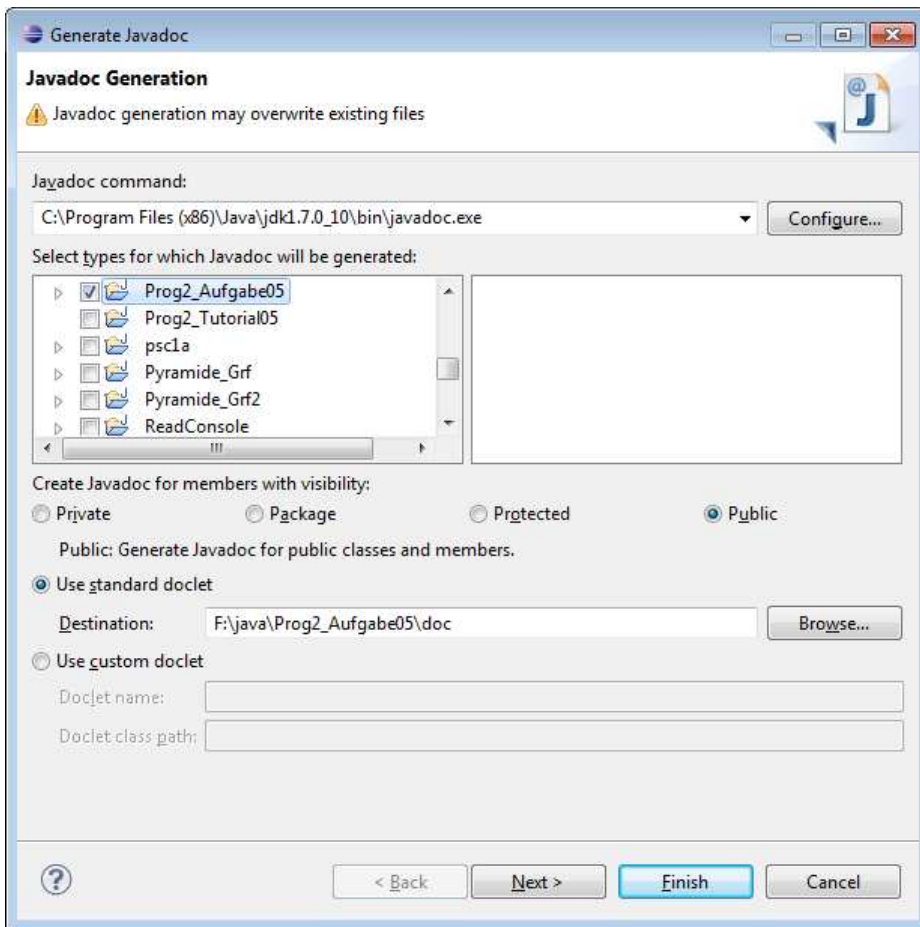 Generate Javadoc
Javadoc Generation
Javadoc generation may overwrite existing files
Javadoc command:
C:\Program Files (x86)\Java\jdk1.7.0_10\bin\javadoc.exe
Configure...
Select types for which Javadoc will be generated:
Prog2_Aufgabe05
Prog2_Tutorial05
psc1a
Pyramide_Grf
Pyramide_Grf2
ReadConsole
Create Javadoc for members with visibility:
Private Package Protected Public
Public: Generate Javadoc for public classes and members.
Use standard doclet
Destination: F:\java\Prog2_Aufgabe05\doc Browse...
Use custom doclet
Doclet name:
Doclet class path:
< Back Next > Finish Cancel